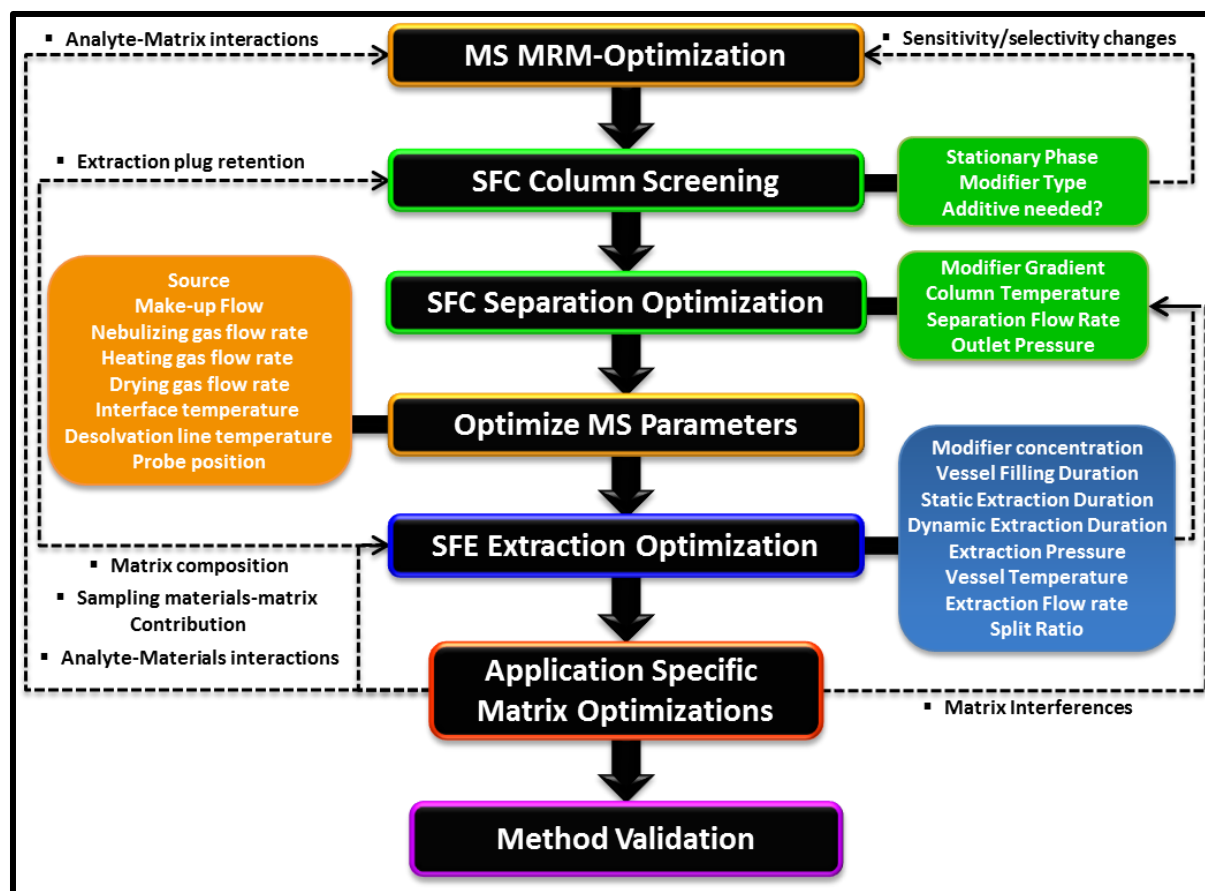 ▪ Analyte-Matrix interactions
MS MRM-Optimization
▪ Sensitivity/selectivity changes
▪ Extraction plug retention
SFC Column Screening
Stationary Phase
Modifier Type
Additive needed?
Source
Make-up Flow
Nebulizing gas flow rate
Heating gas flow rate
Drying gas flow rate
Interface temperature
Desolvation line temperature
Probe position
SFC Separation Optimization
Modifier Gradient
Column Temperature
Separation Flow Rate
Outlet Pressure
Optimize MS Parameters
SFE Extraction Optimization
Modifier concentration
Vessel Filling Duration
Static Extraction Duration
Dynamic Extraction Duration
Extraction Pressure
Vessel Temperature
Extraction Flow rate
Split Ratio
▪ Matrix composition
▪ Sampling materials-matrix
Contribution
▪ Analyte-Materials interactions
Application Specific
Matrix Optimizations
▪ Matrix Interferences
Method Validation